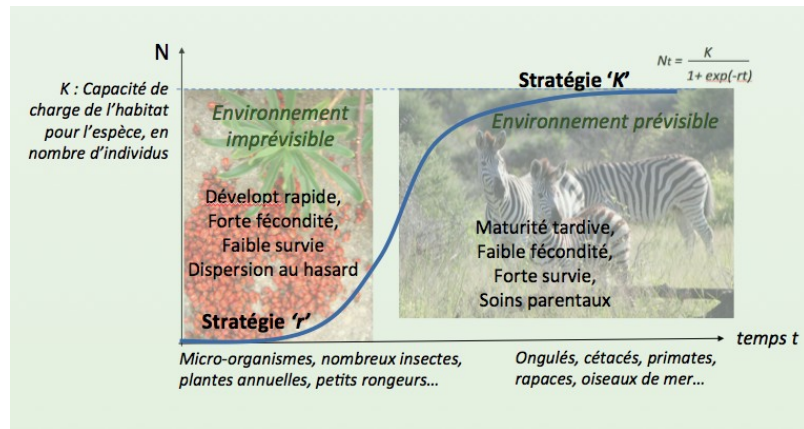 N
K : Capacité de
charge de l'habitat
pour l'espèce, en
nombre d'individus
Environnement
imprévisible
Dévelopt rapide,
Forte fécondité,
Faible survie
Dispersion au hasard
Stratégie 'r'
Stratégie 'K'
Nt = K
1+ exp(-rt)
Environnement prévisible
Maturité tardive,
Faible fécondité,
Forte survie,
Soins parentaux
temps t
Micro-organismes, nombreux insectes,
plantes annuelles, petits rongeurs...
Ongulés, cétacés, primates,
rapaces, oiseaux de mer...